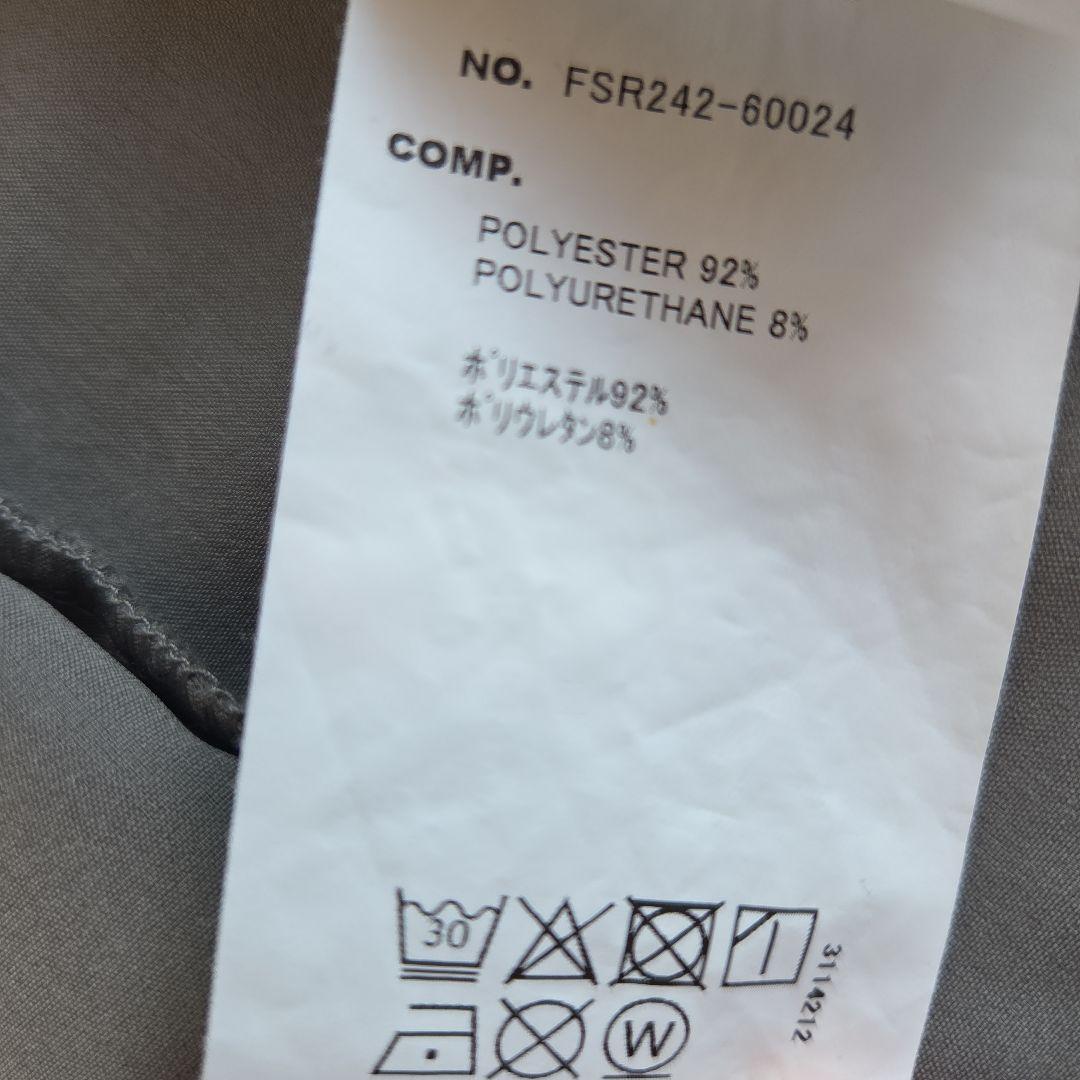 NO. FSR242-60024
COMP.
POLYESTER 92%
POLYURETHANE 8%
ポリエステル92%
ポリウレタン8%
30
W
3114212